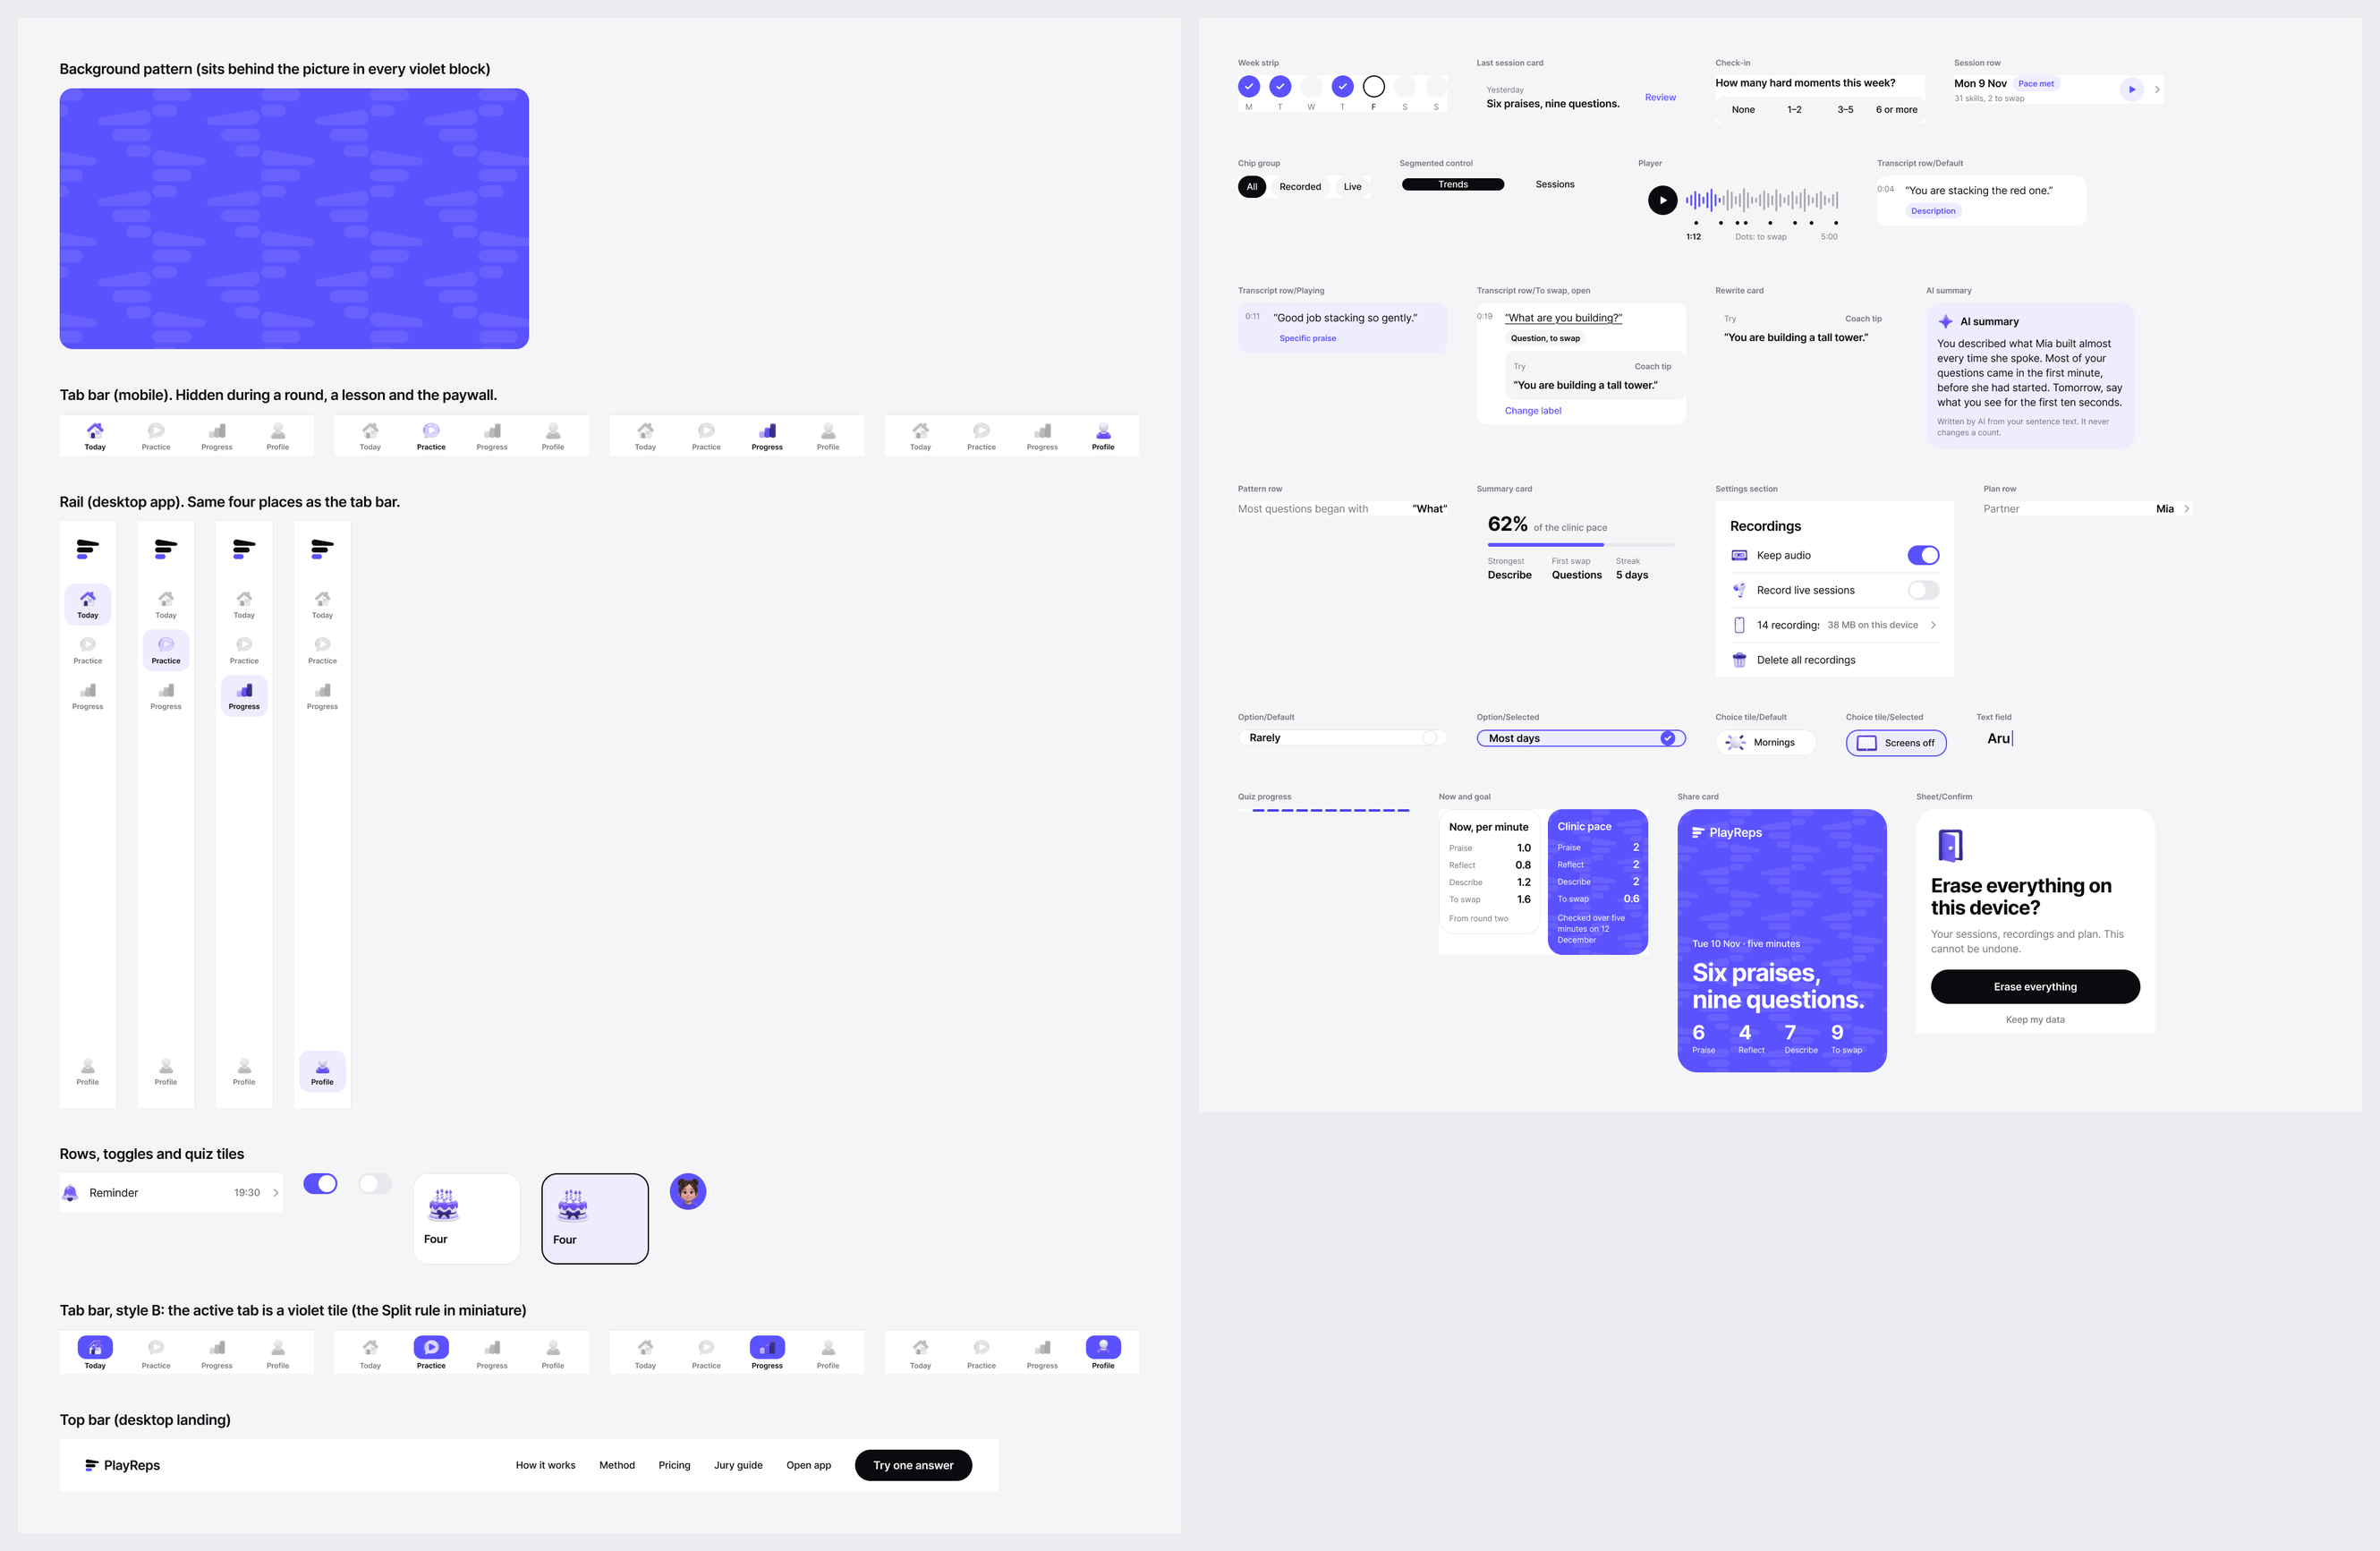 Background pattern (sits behind the picture in every violet block)
Tab bar (mobile). Hidden during a round, a lesson and the paywall.
Today Practice Progress Profile
Today Practice Progress Profile
Today Practice Progress Profile
Today Practice Progress Profile
Rail (desktop app). Same four places as the tab bar.
Today
Practice
Progress
Profile
Today
Practice
Progress
Profile
Today
Practice
Progress
Profile
Today
Practice
Progress
Profile
Rows, toggles and quiz tiles
Reminder 19:30
Four
Four
Tab bar, style B: the active tab is a violet tile (the Split rule in miniature)
Today Practice Progress Profile
Today Practice Progress Profile
Today Practice Progress Profile
Today Practice Progress Profile
Top bar (desktop landing)
PlayReps How it works Method Pricing Jury guide Open app Try one answer
Week strip
M T W T F S S
Last session card
Yesterday
Six praises, nine questions.
Review
Check-in
How many hard moments this week?
None 1–2 3–5 6 or more
Session row
Mon 9 Nov Pace met
31 skills, 2 to swap
Chip group
All Recorded Live
Segmented control
Trends Sessions
Player
1:12 Dots: to swap 5:00
Transcript row/Default
0:04 “You are stacking the red one.”
Description
Transcript row/Playing
0:11 “Good job stacking so gently.”
Specific praise
Transcript row/To swap, open
0:19 “What are you building?”
Question, to swap
Try Coach tip
“You are building a tall tower.”
Change label
Rewrite card
Try Coach tip
“You are building a tall tower.”
AI summary
AI summary
You described what Mia built almost
every time she spoke. Most of your
questions came in the first minute,
before she had started. Tomorrow, say
what you see for the first ten seconds.
Written by AI from your sentence text. It never
changes a count.
Pattern row
Most questions began with “What”
Summary card
62% of the clinic pace
Strongest First swap Streak
Describe Questions 5 days
Settings section
Recordings
Keep audio
Record live sessions
14 recordings 38 MB on this device
Delete all recordings
Plan row
Partner Mia
Option/Default
Rarely
Option/Selected
Most days
Choice tile/Default
Mornings
Choice tile/Selected
Screens off
Text field
Aru
Quiz progress
Now and goal
Now, per minute
Praise 1.0
Reflect 0.8
Describe 1.2
To swap 1.6
From round two
Clinic pace
Praise 2
Reflect 2
Describe 2
To swap 0.6
Checked over five
minutes on 12
December
Share card
PlayReps
Tue 10 Nov · five minutes
Six praises,
nine questions.
6 4 7 9
Praise Reflect Describe To swap
Sheet/Confirm
Erase everything on
this device?
Your sessions, recordings and plan. This
cannot be undone.
Erase everything
Keep my data